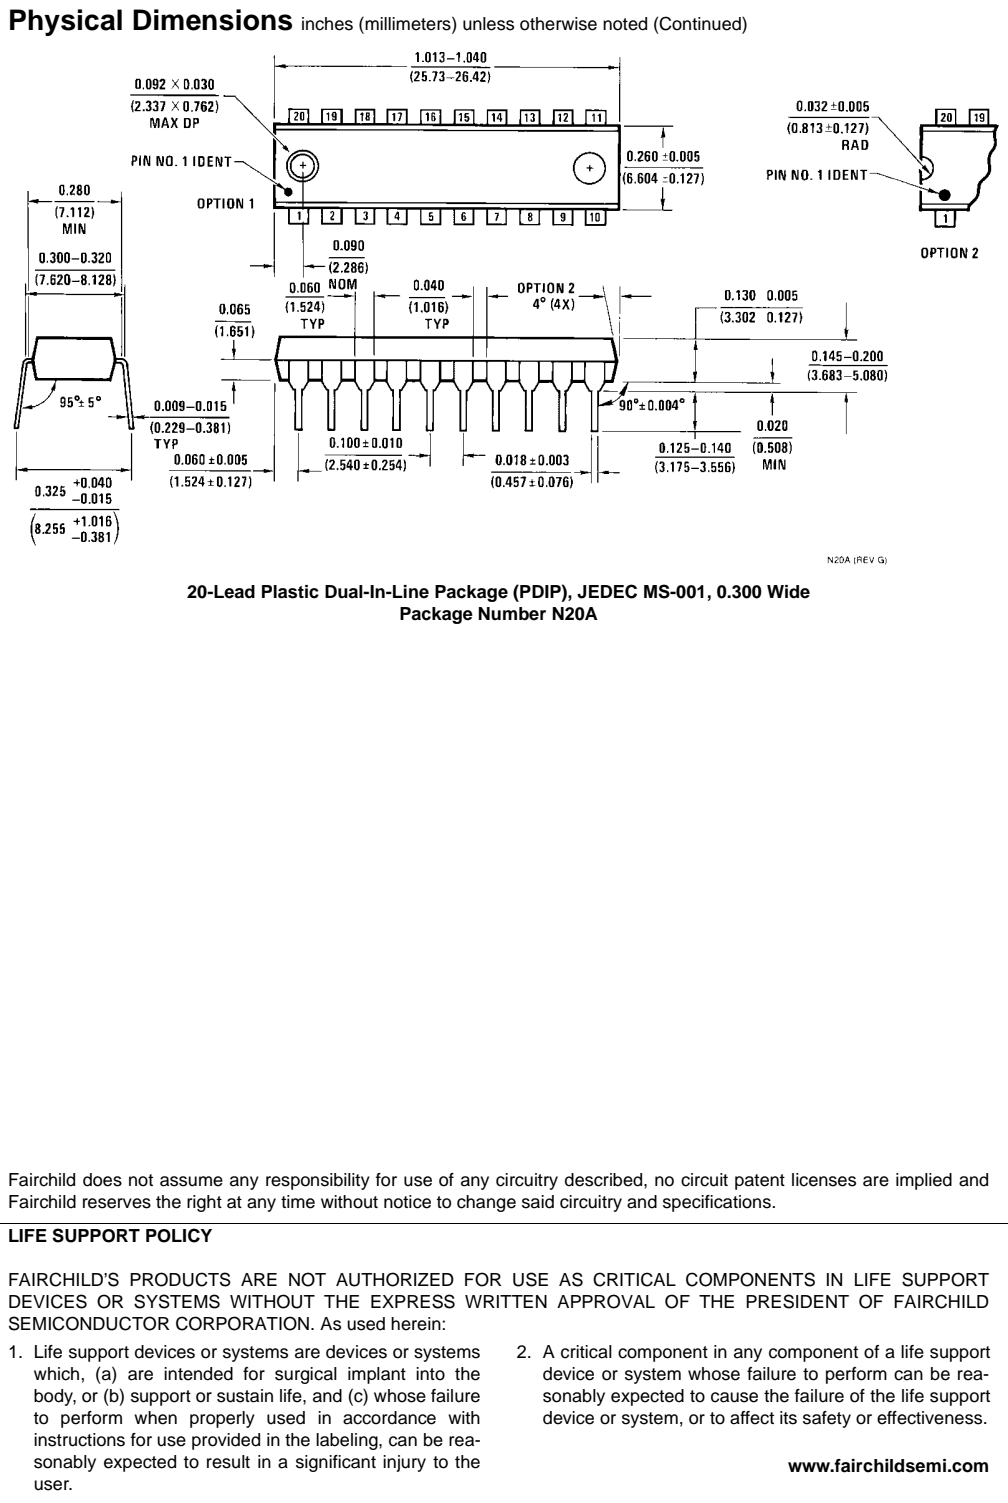 Physical Dimensions inches (millimeters) unless otherwise noted (Continued)
1.013–1.040
(25.73–26.42)
0.092 × 0.030
(2.337 × 0.762)
MAX DP
20 19 18 17 16 15 14 13 12 11
PIN NO. 1 IDENT
OPTION 1
1 2 3 4 5 6 7 8 9 10
0.260 ±0.005
(6.604 ±0.127)
0.032 ±0.005
(0.813 ±0.127)
RAD
PIN NO. 1 IDENT
20 19
1
OPTION 2
0.280
(7.112)
MIN
0.300–0.320
(7.620–8.128)
0.090
(2.286)
NOM
0.060
(1.524)
TYP
0.040
(1.016)
TYP
OPTION 2
4° (4X)
0.065
(1.651)
0.130 0.005
(3.302 0.127)
0.145–0.200
(3.683–5.080)
95°± 5°
0.009–0.015
(0.229–0.381)
TYP
90°±0.004°
0.020
(0.508)
MIN
0.100 ± 0.010
(2.540 ± 0.254)
0.125–0.140
(3.175–3.556)
0.060 ±0.005
(1.524 ± 0.127)
0.018 ± 0.003
(0.457 ± 0.076)
0.325 +0.040 –0.015
(8.255 +1.016 –0.381)
N20A (REV G)
20-Lead Plastic Dual-In-Line Package (PDIP), JEDEC MS-001, 0.300 Wide
Package Number N20A
Fairchild does not assume any responsibility for use of any circuitry described, no circuit patent licenses are implied and
Fairchild reserves the right at any time without notice to change said circuitry and specifications.
LIFE SUPPORT POLICY
FAIRCHILD'S PRODUCTS ARE NOT AUTHORIZED FOR USE AS CRITICAL COMPONENTS IN LIFE SUPPORT
DEVICES OR SYSTEMS WITHOUT THE EXPRESS WRITTEN APPROVAL OF THE PRESIDENT OF FAIRCHILD
SEMICONDUCTOR CORPORATION. As used herein:
1. Life support devices or systems are devices or systems
which, (a) are intended for surgical implant into the
body, or (b) support or sustain life, and (c) whose failure
to perform when properly used in accordance with
instructions for use provided in the labeling, can be rea-
sonably expected to result in a significant injury to the
user.
2. A critical component in any component of a life support
device or system whose failure to perform can be rea-
sonably expected to cause the failure of the life support
device or system, or to affect its safety or effectiveness.
www.fairchildsemi.com